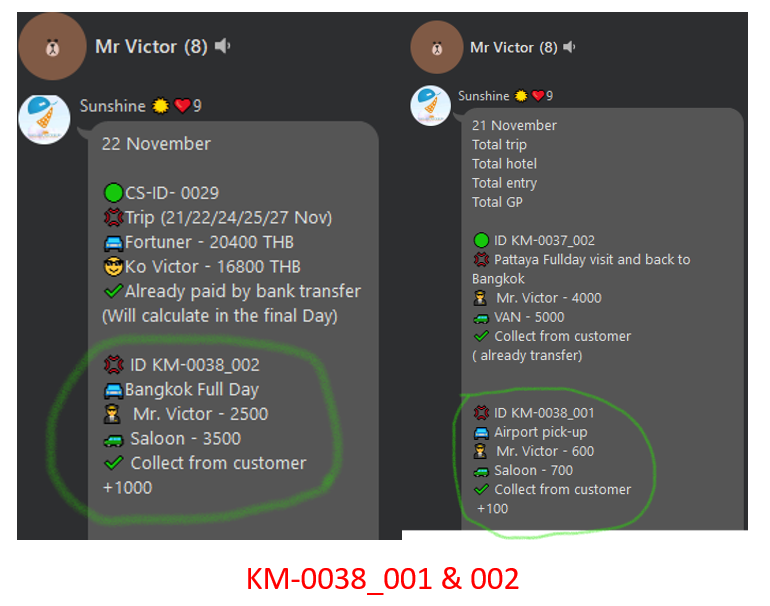 Mr Victor (8)
Sunshine 9
22 November
CS-ID- 0029
Trip (21/22/24/25/27 Nov)
Fortuner - 20400 THB
Ko Victor - 16800 THB
Already paid by bank transfer
(Will calculate in the final Day)
ID KM-0038_002
Bangkok Full Day
Mr. Victor - 2500
Saloon - 3500
Collect from customer
+1000
Mr Victor (8)
Sunshine 9
21 November
Total trip
Total hotel
Total entry
Total GP
ID KM-0037_002
Pattaya Fullday visit and back to
Bangkok
Mr. Victor - 4000
VAN - 5000
Collect from customer
( already transfer)
ID KM-0038_001
Airport pick-up
Mr. Victor - 600
Saloon - 700
Collect from customer
+100
KM-0038_001 & 002